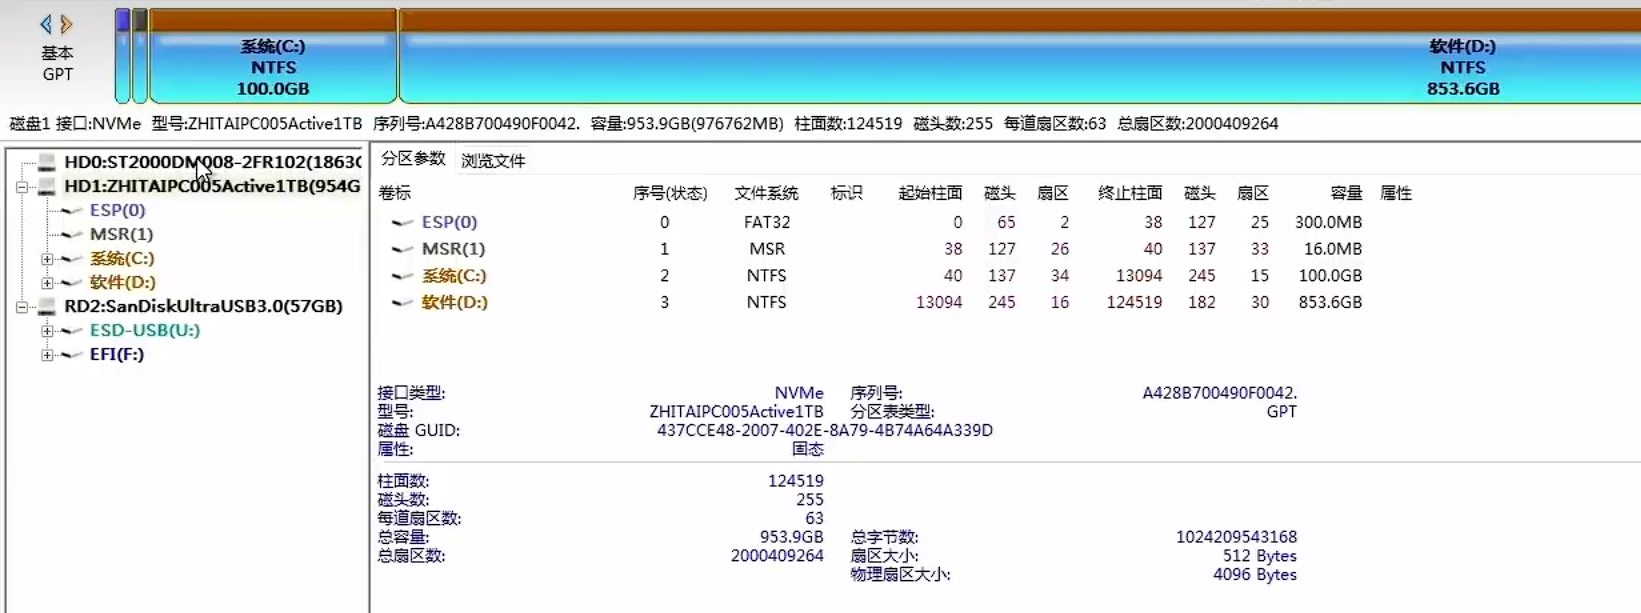 基本
GPT
系统(C:)
NTFS
100.0GB
软件(D:)
NTFS
853.6GB
磁盘1 接口:NVMe 型号:ZHITAIPC005Active1TB 序列号:A428B700490F0042. 容量:953.9GB(976762MB) 柱面数:124519 磁头数:255 每道扇区数:63 总扇区数:2000409264
HD0:ST2000DM008-2FR102(1863G
HD1:ZHITAIPC005Active1TB(954G
ESP(0)
MSR(1)
系统(C:)
软件(D:)
RD2:SanDiskUltraUSB3.0(57GB)
ESD-USB(U:)
EFI(F:)
分区参数 浏览文件
卷标 序号(状态) 文件系统 标识 起始柱面 磁头 扇区 终止柱面 磁头 扇区 容量 属性
ESP(0) 0 FAT32 0 65 2 38 127 25 300.0MB
MSR(1) 1 MSR 38 127 26 40 137 33 16.0MB
系统(C:) 2 NTFS 40 137 34 13094 245 15 100.0GB
软件(D:) 3 NTFS 13094 245 16 124519 182 30 853.6GB
接口类型: NVMe 序列号: A428B700490F0042.
型号: ZHITAIPC005Active1TB 分区表类型: GPT
磁盘 GUID: 437CCE48-2007-402E-8A79-4B74A64A339D
属性: 固态
柱面数: 124519
磁头数: 255
每道扇区数: 63
总容量: 953.9GB 总字节数: 1024209543168
总扇区数: 2000409264 扇区大小: 512 Bytes
物理扇区大小: 4096 Bytes